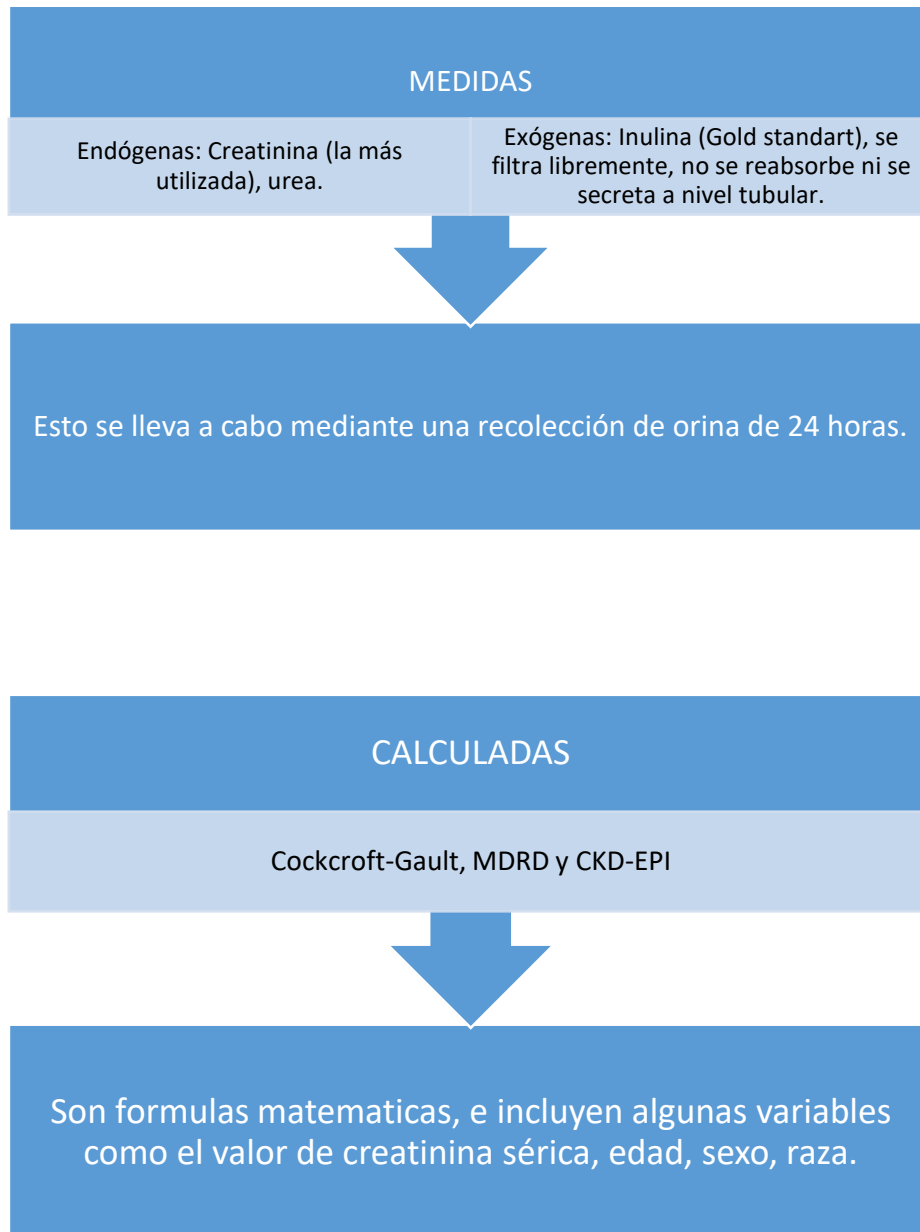 MEDIDAS
Endógenas: Creatinina (la más
utilizada), urea.
Exógenas: Inulina (Gold standart), se
filtra libremente, no se reabsorbe ni se
secreta a nivel tubular.
Esto se lleva a cabo mediante una recolección de orina de 24 horas.
CALCULADAS
Cockcroft-Gault, MDRD y CKD-EPI
Son formulas matematicas, e incluyen algunas variables
como el valor de creatinina sérica, edad, sexo, raza.